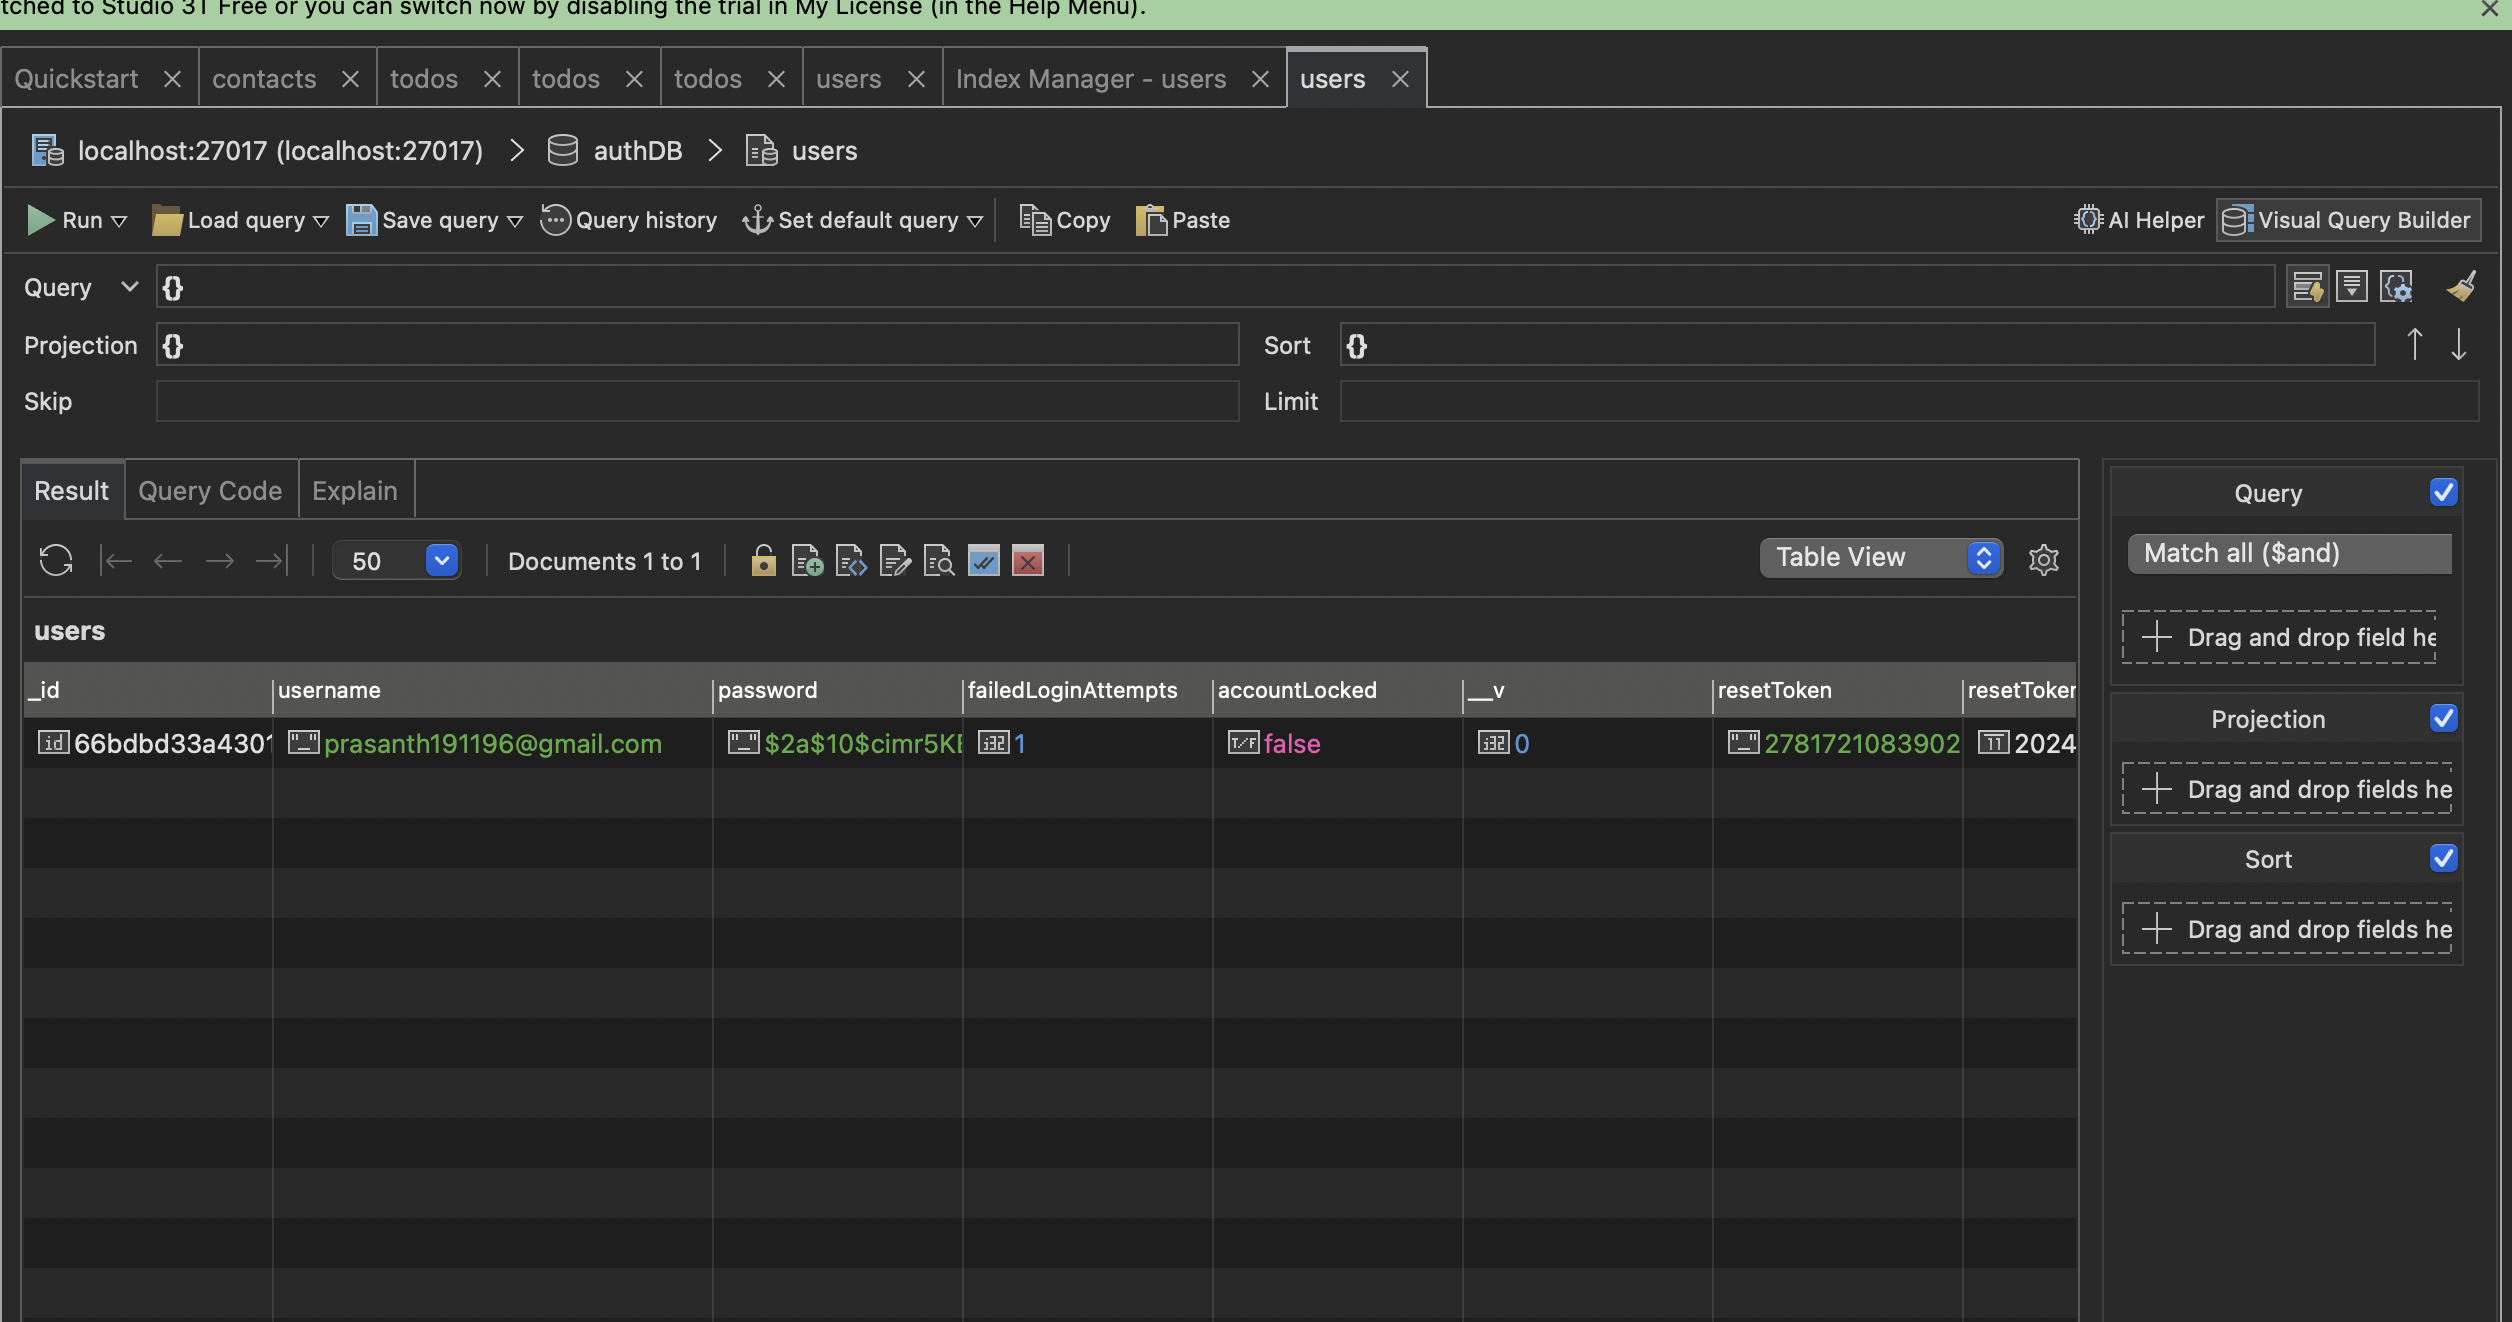 tched to Studio 3T Free or you can switch now by disabling the trial in My License (in the Help Menu).
Quickstart contacts todos todos todos users Index Manager - users users
localhost:27017 (localhost:27017) authDB users
Run Load query Save query Query history Set default query Copy Paste AI Helper Visual Query Builder
Query {}
Projection {} Sort {}
Skip Limit
Result Query Code Explain
50 Documents 1 to 1 Table View
users
_id username password failedLoginAttempts accountLocked __v resetToken resetToker
66bdbd33a4301 prasanth191196@gmail.com $2a$10$cimr5KE 1 false 0 2781721083902 2024
Query
Match all ($and)
Drag and drop field he
Projection
Drag and drop fields he
Sort
Drag and drop fields he